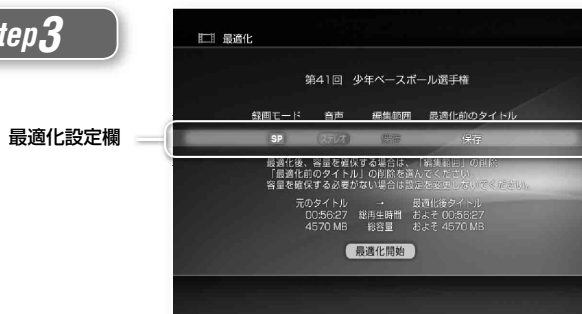 tep3
最適化
第41回 少年ベースボール選手権
録画モード 音声 編集範囲 最適化前のタイトル
最適化設定欄
SP ステレオ 保存
最適化後、容量を確保する場合は、「編集範囲」の削除
「最適化前のタイトル」の削除を選んでください。
容量を確保する必要がない場合は設定を変更しないでください。
元のタイトル → 最適化後タイトル
00:56:27 総再生時間 およそ 00:56:27
4570 MB 総容量 およそ 4570 MB
最適化開始